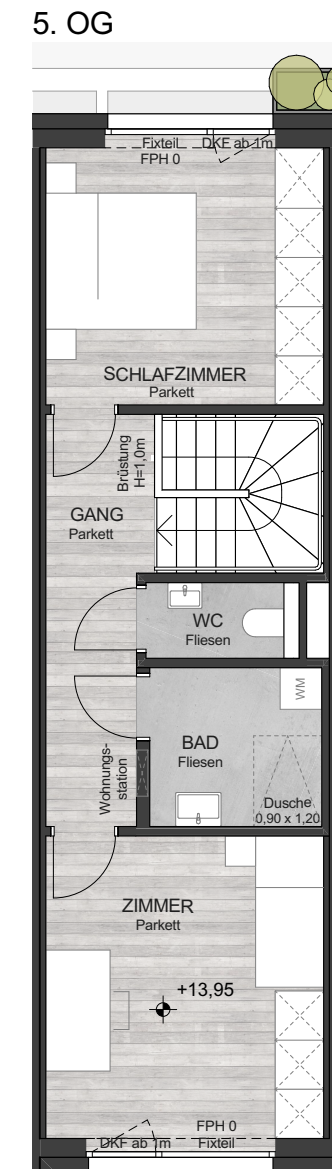 5. OG
Fixteil DKF ab 1m
FPH 0
SCHLAFZIMMER
Parkett
Brüstung
H=1,0m
GANG
Parkett
WC
Fliesen
WM
BAD
Fliesen
Wohnungs-
station
Dusche
0,90 x 1,20
ZIMMER
Parkett
+13,95
FPH 0
DKF ab 1m Fixteil